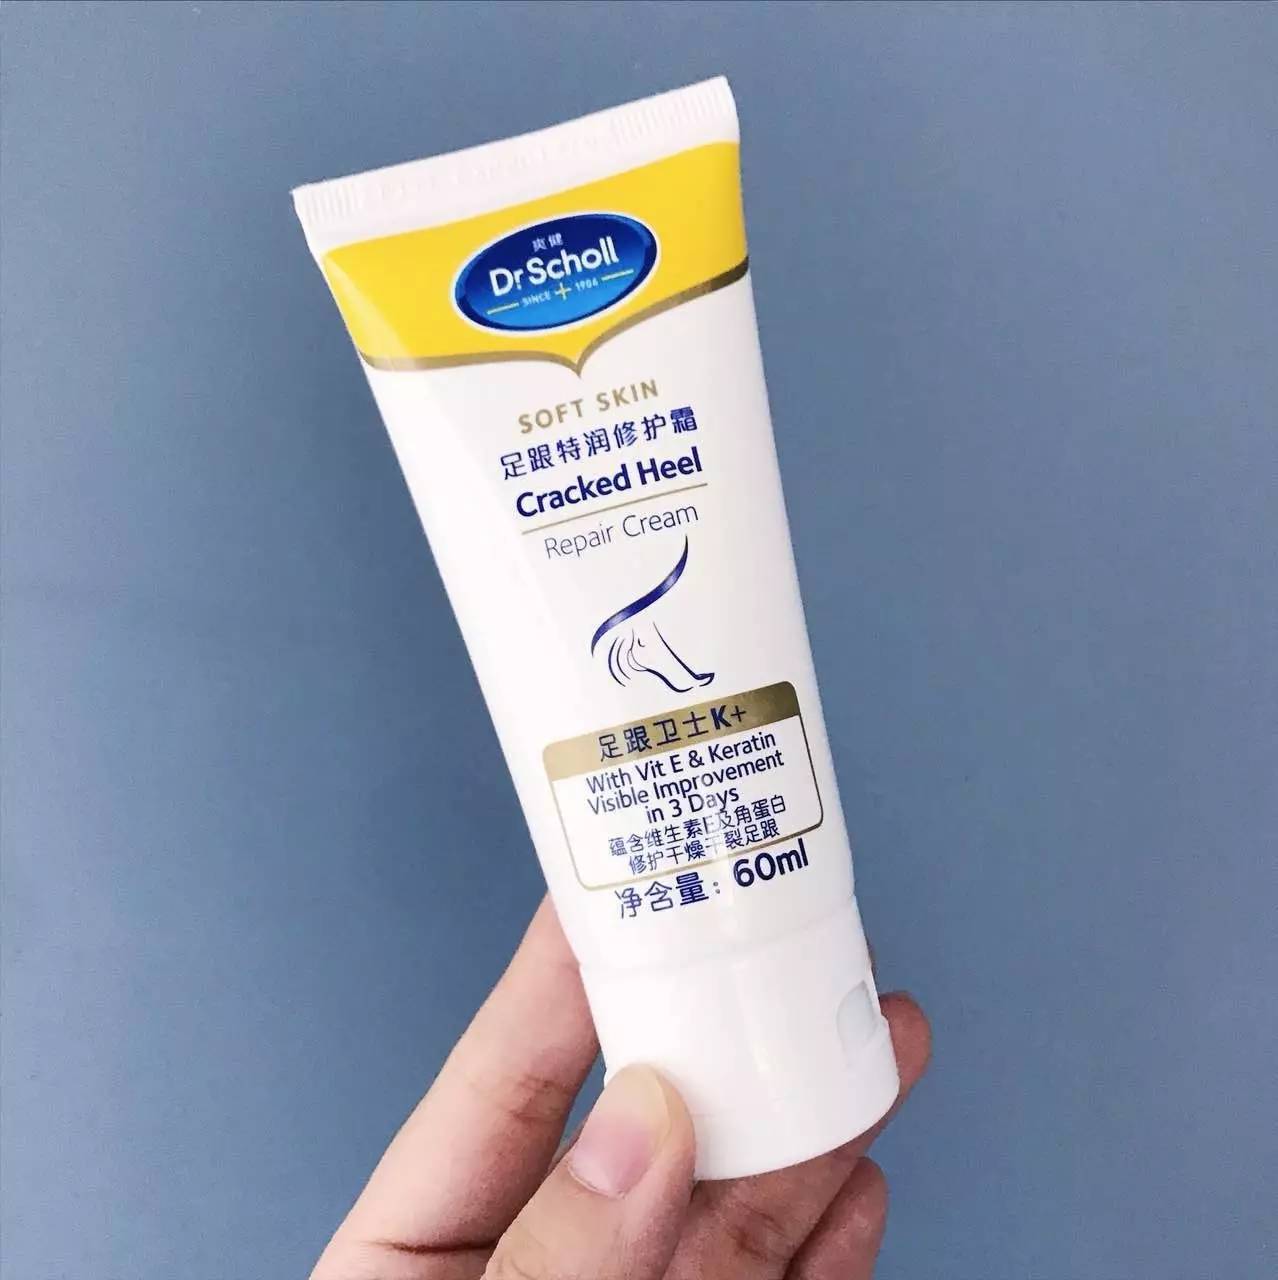 爽健
Dr. Scholl
SINCE 1906
SOFT SKIN
足跟特润修护霜
Cracked Heel
Repair Cream
足跟卫士K+
With Vit E & Keratin
Visible Improvement
in 3 Days
蕴含维生素E及角蛋白
修护干燥干裂足跟
净含量：60ml